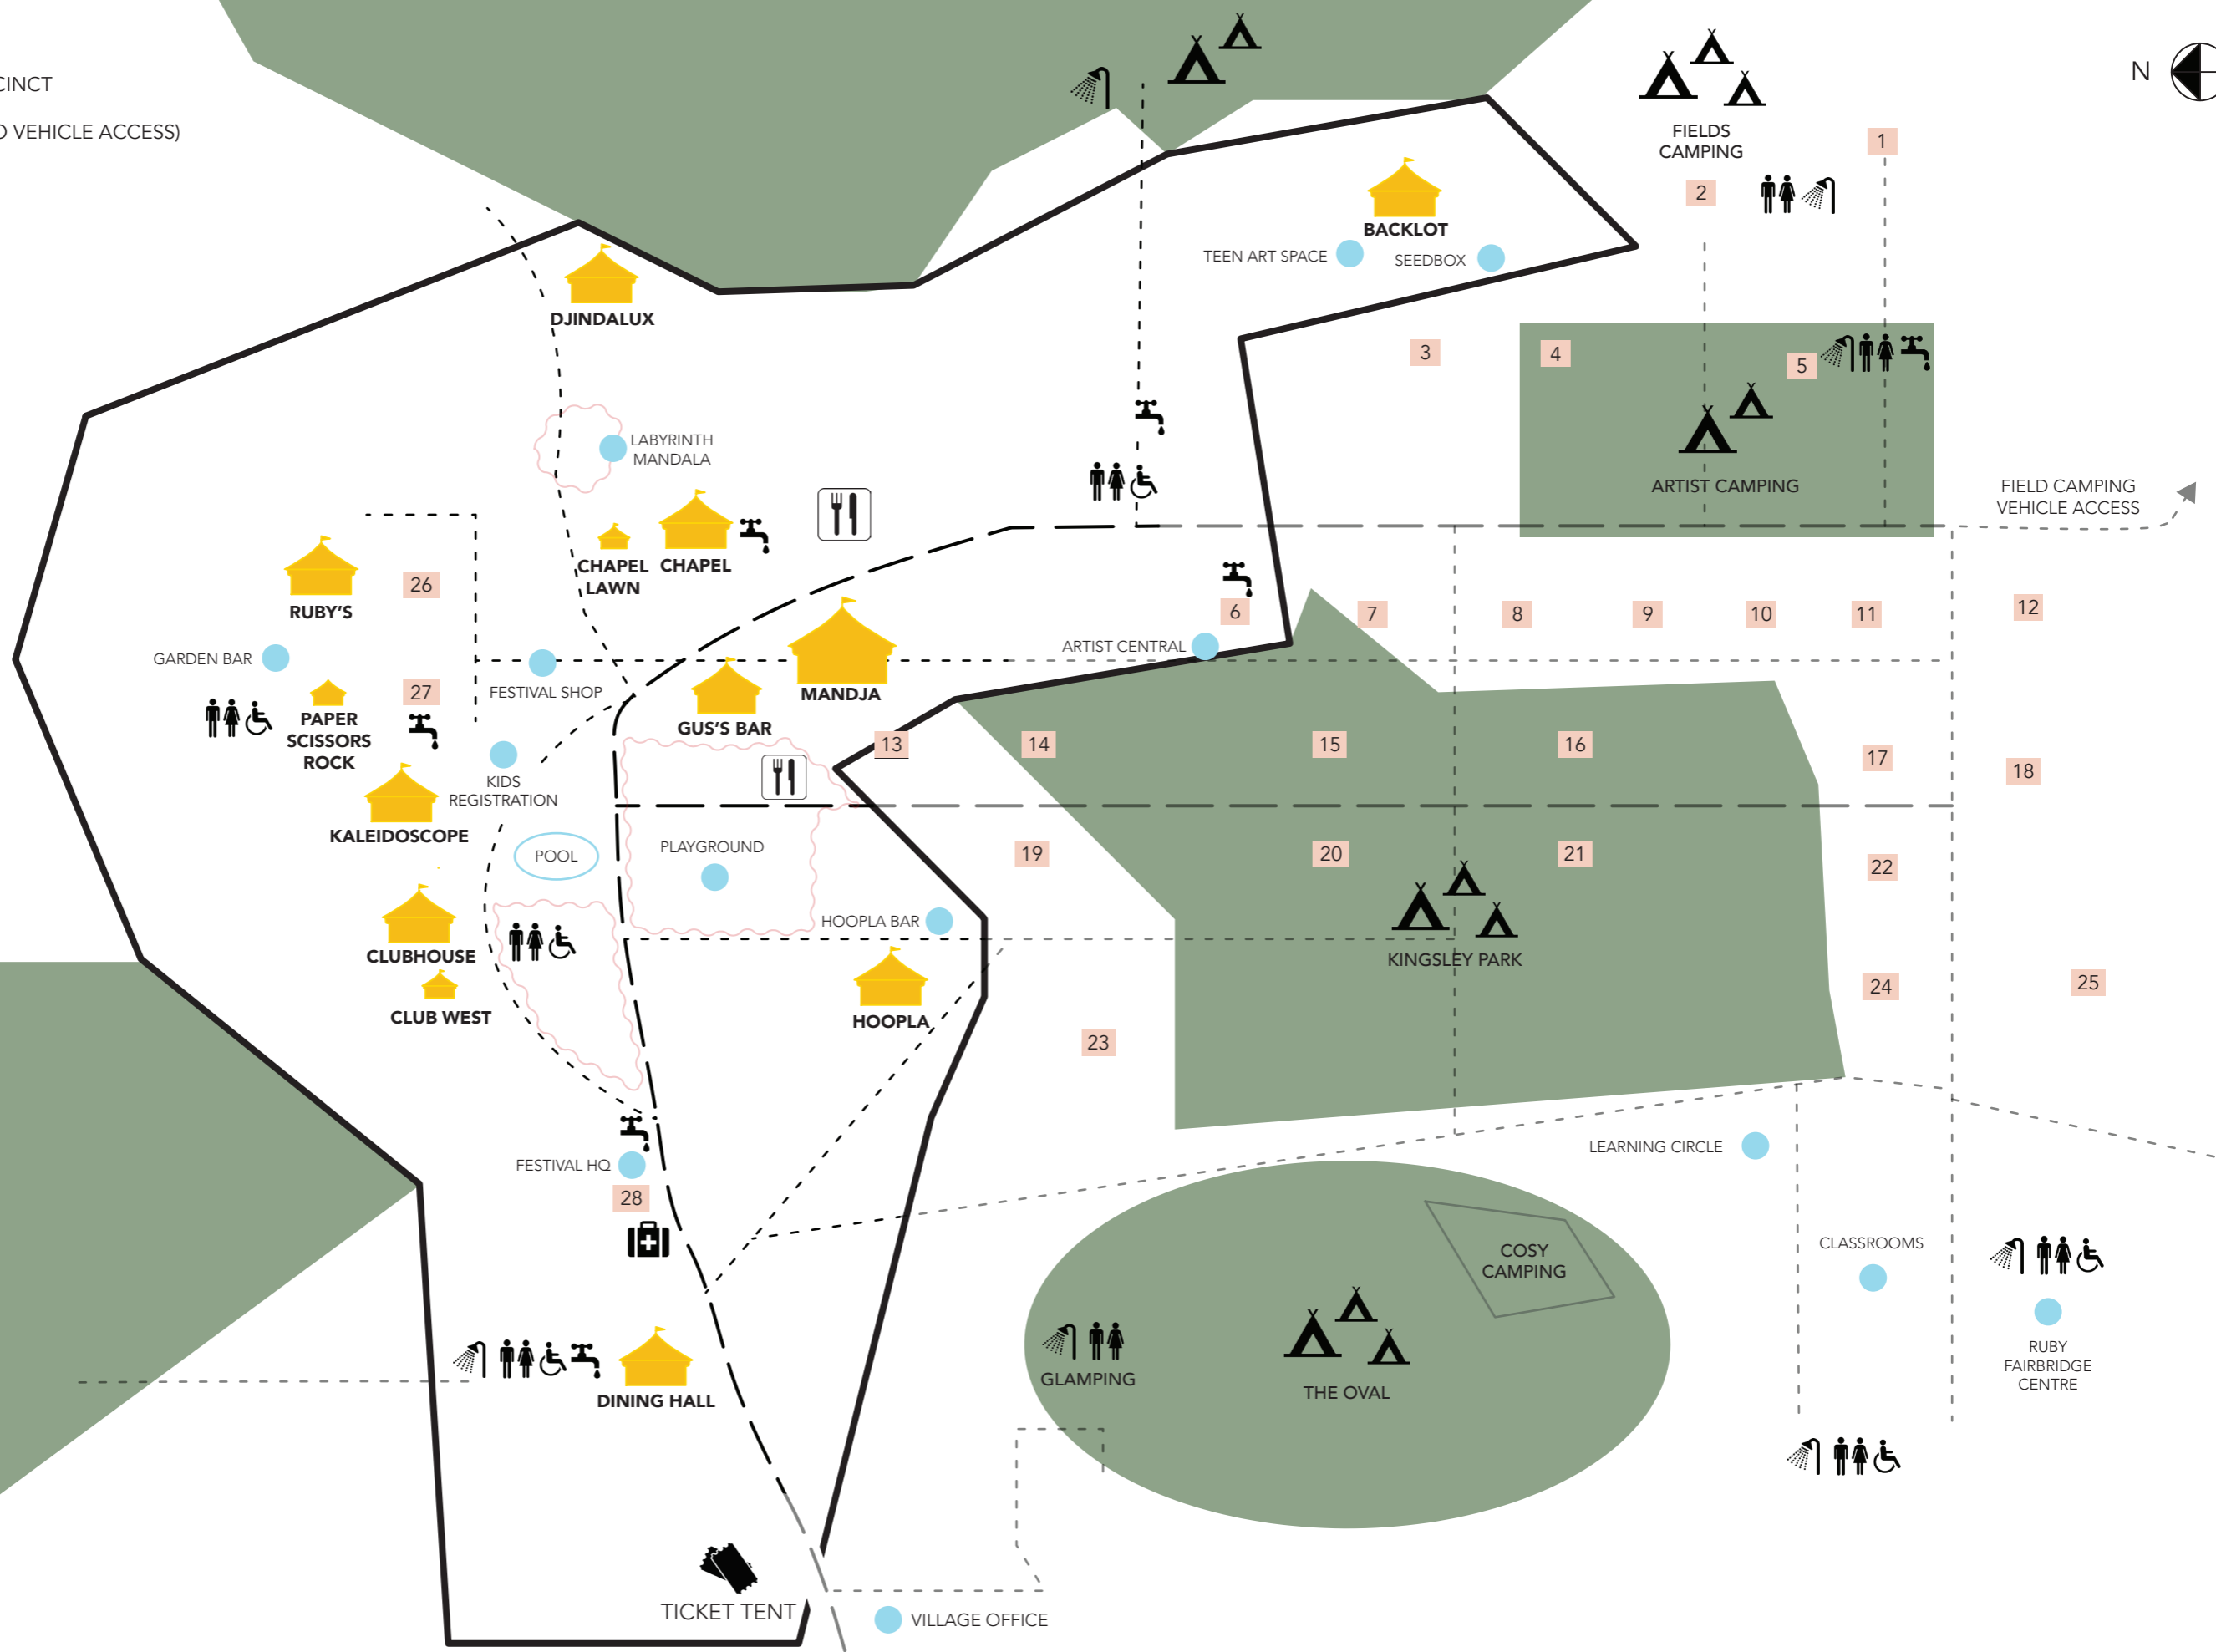 CINCT
D VEHICLE ACCESS)
N
FIELDS
CAMPING
1
2
BACKLOT
TEEN ART SPACE
SEEDBOX
DJINDALUX
3
4
5
LABYRINTH
MANDALA
ARTIST CAMPING
FIELD CAMPING
VEHICLE ACCESS
CHAPEL
LAWN
CHAPEL
RUBY'S
26
6
7
8
9
10
11
12
GARDEN BAR
ARTIST CENTRAL
FESTIVAL SHOP
27
MANDJA
GUS'S BAR
PAPER
SCISSORS
ROCK
13
14
15
16
17
18
KIDS
REGISTRATION
KALEIDOSCOPE
POOL
PLAYGROUND
19
20
21
22
HOOPLA BAR
CLUBHOUSE
KINGSLEY PARK
24
25
CLUB WEST
HOOPLA
23
LEARNING CIRCLE
FESTIVAL HQ
28
CLASSROOMS
COSY
CAMPING
RUBY
FAIRBRIDGE
CENTRE
GLAMPING
THE OVAL
DINING HALL
TICKET TENT
VILLAGE OFFICE